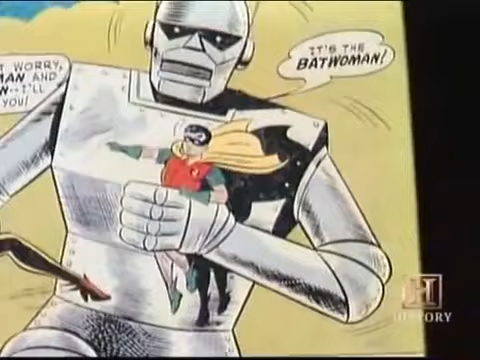 T WORRY,
MAN AND
N--I'LL
YOU!
IT'S THE
BATWOMAN!
H
HISTORY